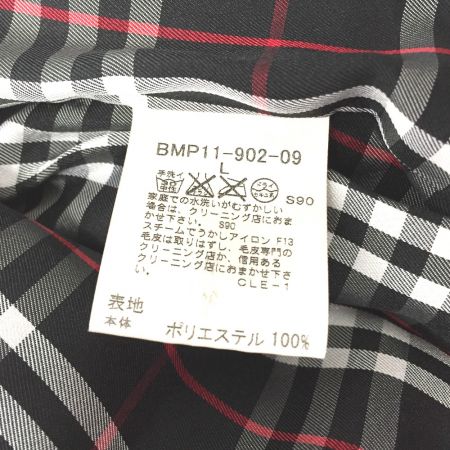 BMP11-902-09
L
手洗イ
S90
家庭での水洗いがむずかしい
場合は、クリーニング店におま
かせ下さい。 S90
スチームでうかしアイロン F13
毛皮は取りはずし、毛皮専門の
クリーニング店か、信用ある
クリーニング店におまかせ下さ
い。 CLE-1
表地
本体 ポリエステル 100%